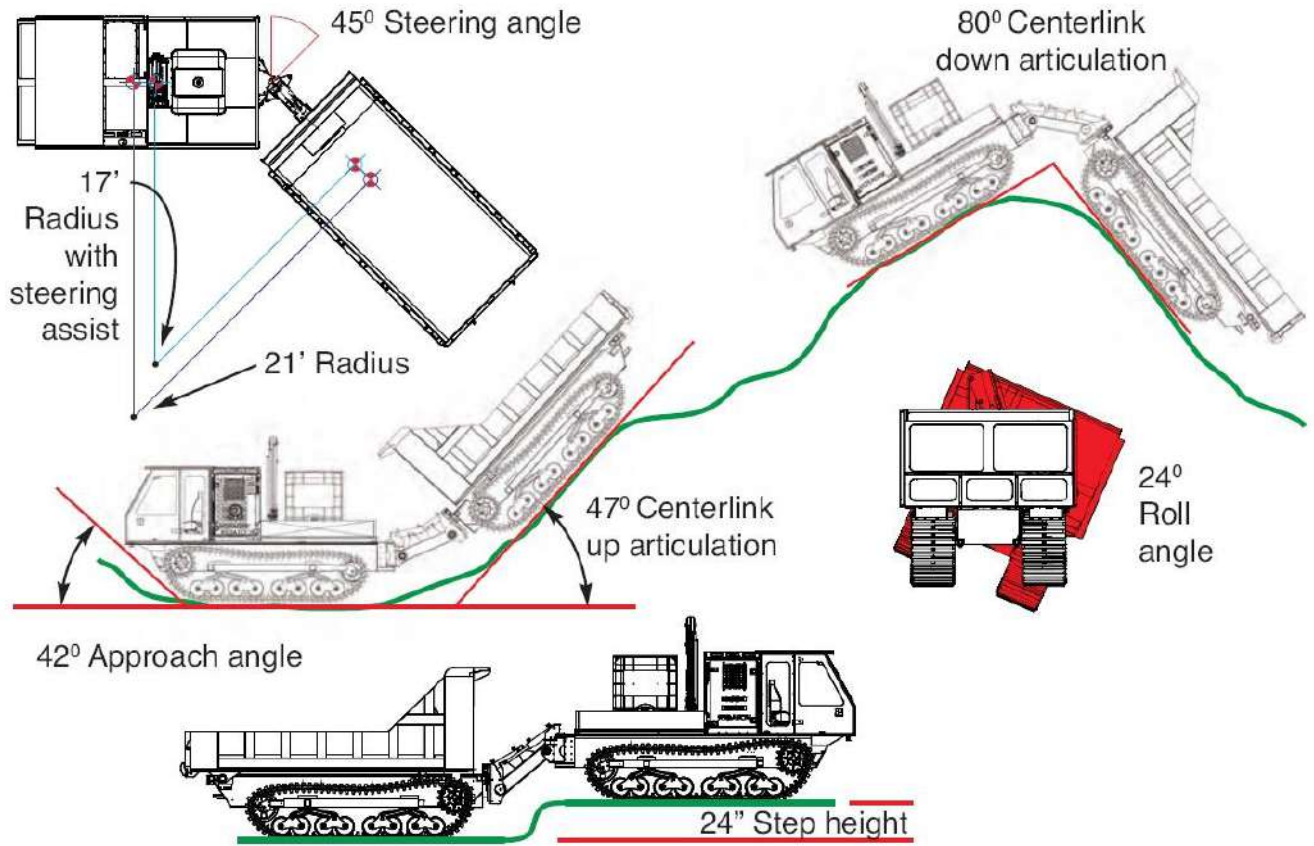 45⁰ Steering angle
80⁰ Centerlink
down articulation
17’
Radius
with
steering
assist
21’ Radius
47⁰ Centerlink
up articulation
24⁰
Roll
angle
42⁰ Approach angle
24” Step height